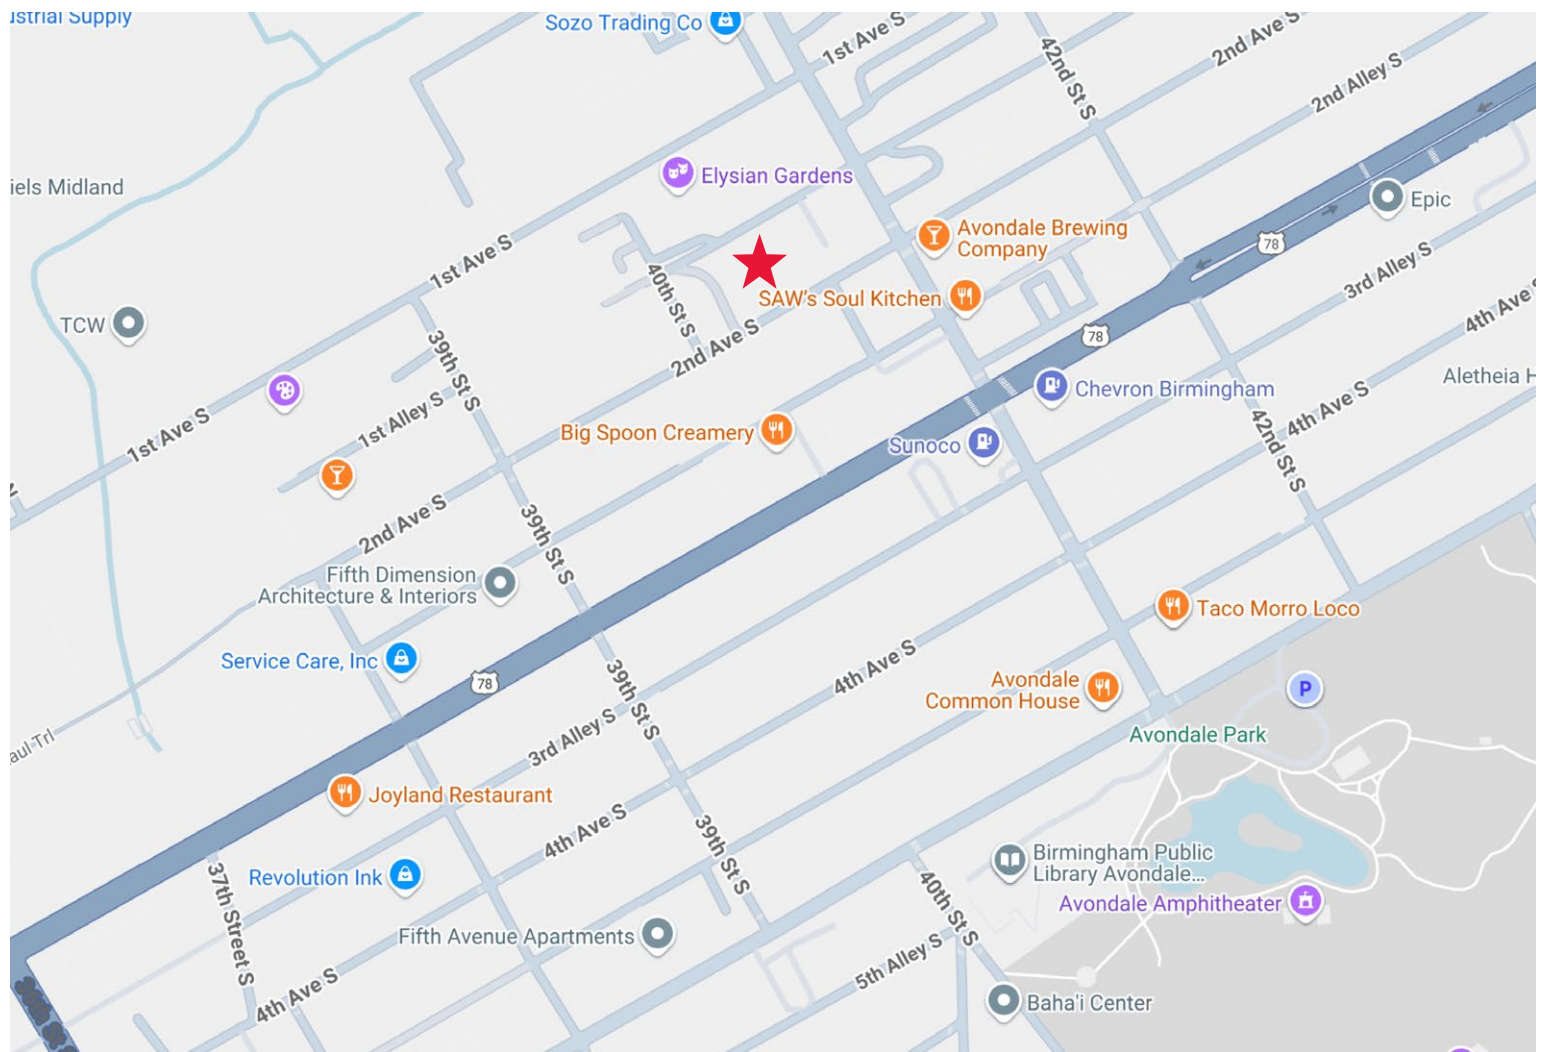 ustrial Supply
Sozo Trading Co
1st Ave S
42nd St S
2nd Ave S
2nd Alley S
iels Midland
Elysian Gardens
Epic
Avondale Brewing
Company
78
1st Ave S
40th St S
SAW's Soul Kitchen
3rd Alley S
4th Ave S
TCW
39th St S
2nd Ave S
78
Aletheia H
Chevron Birmingham
1st Ave S
1st Alley S
Big Spoon Creamery
Sunoco
4th Ave S
42nd St S
2nd Ave S
39th St S
Fifth Dimension
Architecture & Interiors
Taco Morro Loco
Service Care, Inc
78
4th Ave S
39th St S
Avondale
Common House
P
aul Trl
3rd Alley S
Avondale Park
Joyland Restaurant
4th Ave S
39th St S
Birmingham Public
Library Avondale...
Revolution Ink
37th Street S
40th St S
Avondale Amphitheater
Fifth Avenue Apartments
5th Alley S
4th Ave S
Baha'i Center